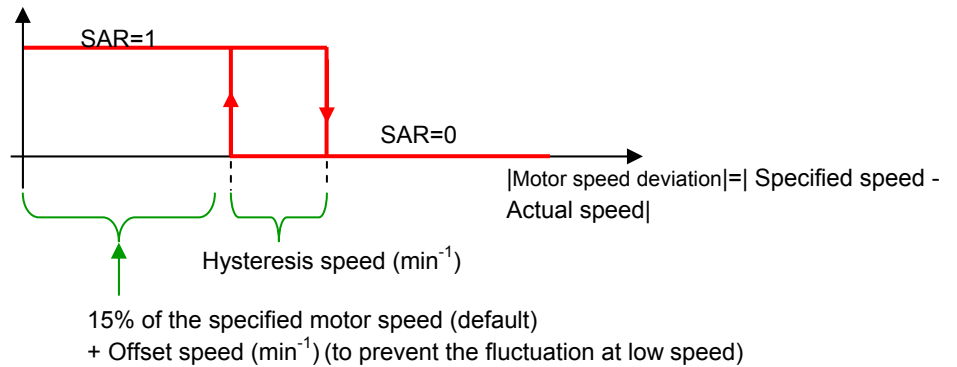 SAR=1
SAR=0
|Motor speed deviation|=| Specified speed -
Actual speed|
Hysteresis speed (min⁻¹)
15% of the specified motor speed (default)
+ Offset speed (min⁻¹) (to prevent the fluctuation at low speed)